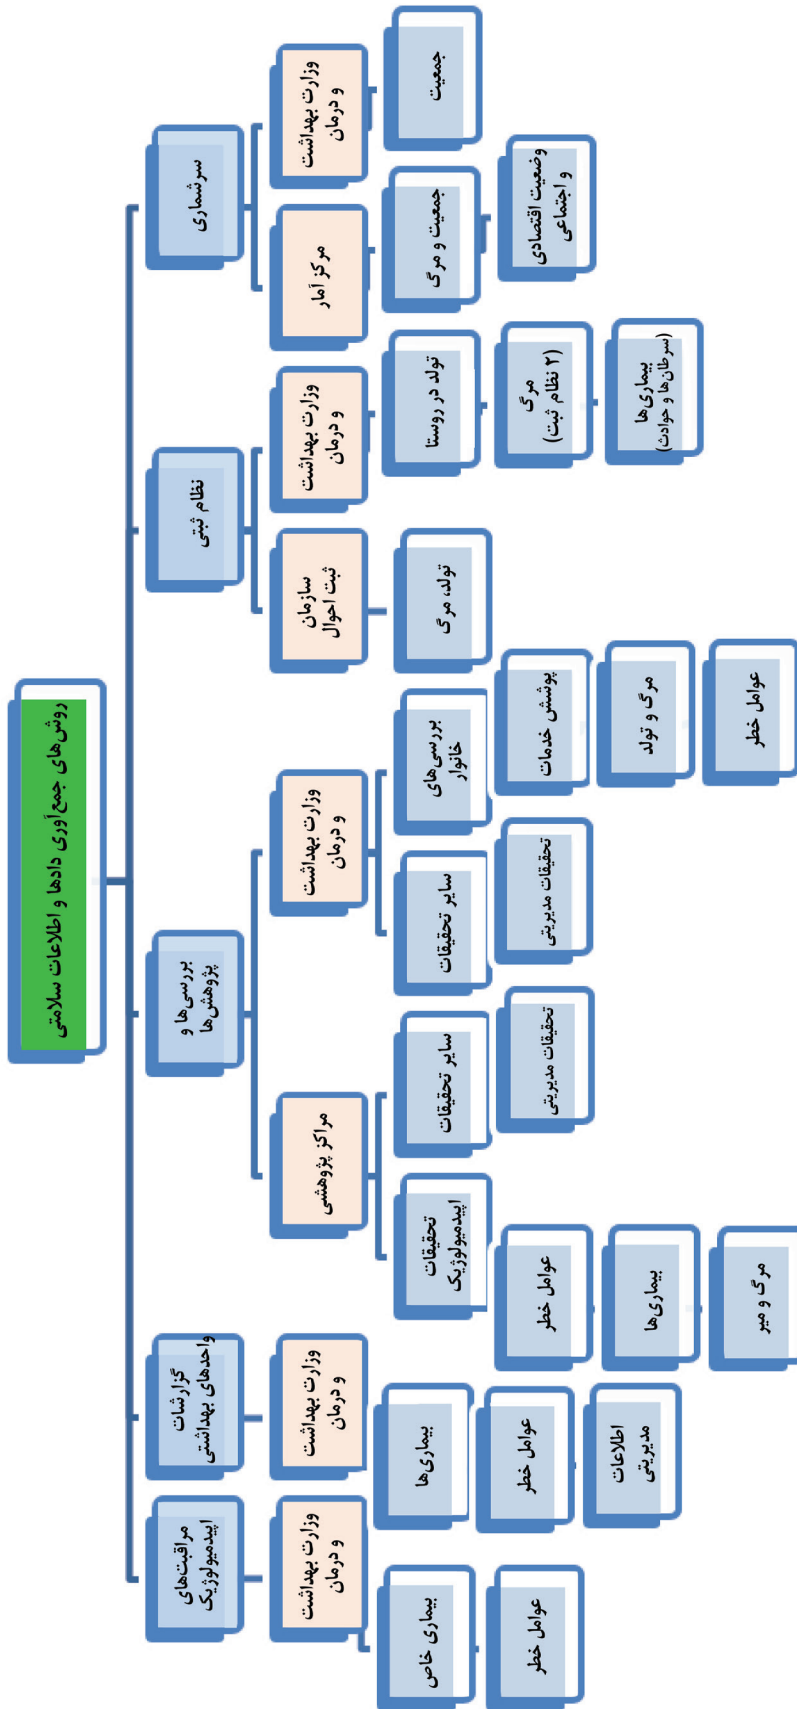 روش‌های جمع‌آوری دادها و اطلاعات سلامتی
سرشماری
وزارت بهداشت
و درمان
جمعیت
مرکز آمار
جمعیت و مرگ
وضعیت اقتصادی
و اجتماعی
نظام ثبتی
وزارت بهداشت
و درمان
تولد در روستا
مرگ
(۲ نظام ثبت)
بیماری‌ها
(سرطان‌ها و حوادث)
سازمان
ثبت احوال
تولد، مرگ
بررسی‌ها و
پژوهش‌ها
وزارت بهداشت
و درمان
بررسی‌های
خانوار
پوشش خدمات
مرگ و تولد
عوامل خطر
سایر تحقیقات
تحقیقات مدیریتی
مراکز پژوهشی
سایر تحقیقات
تحقیقات مدیریتی
تحقیقات
اپیدمیولوژیک
عوامل خطر
بیماری‌ها
مرگ و میر
گزارشات
واحدهای بهداشتی
وزارت بهداشت
و درمان
بیماری‌ها
عوامل خطر
اطلاعات
مدیریتی
مراقبت‌های
اپیدمیولوژیک
وزارت بهداشت
و درمان
بیماری خاص
عوامل خطر